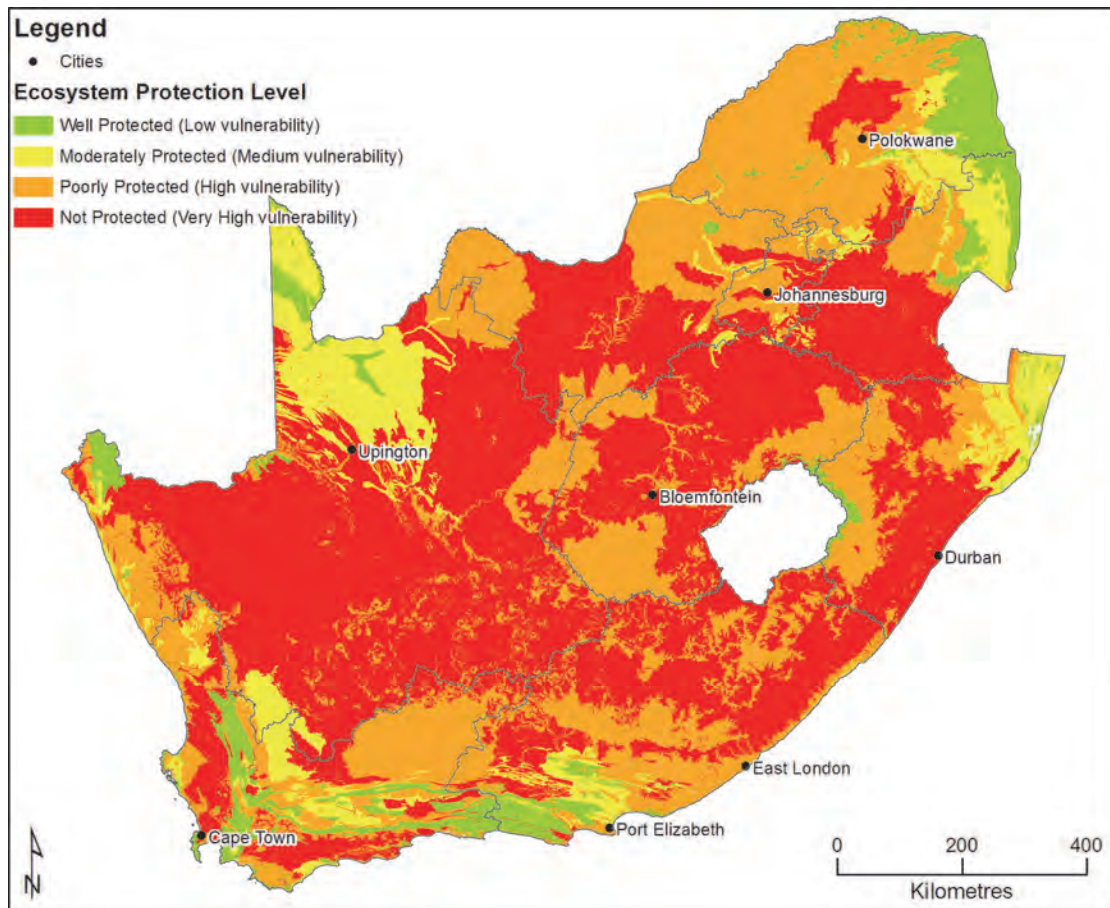 Legend
Cities
Ecosystem Protection Level
Well Protected (Low vulnerability)
Moderately Protected (Medium vulnerability)
Poorly Protected (High vulnerability)
Not Protected (Very High vulnerability)
Polokwane
Johannesburg
Upington
Bloemfontein
Durban
East London
Port Elizabeth
Cape Town
N
0 200 400
Kilometres